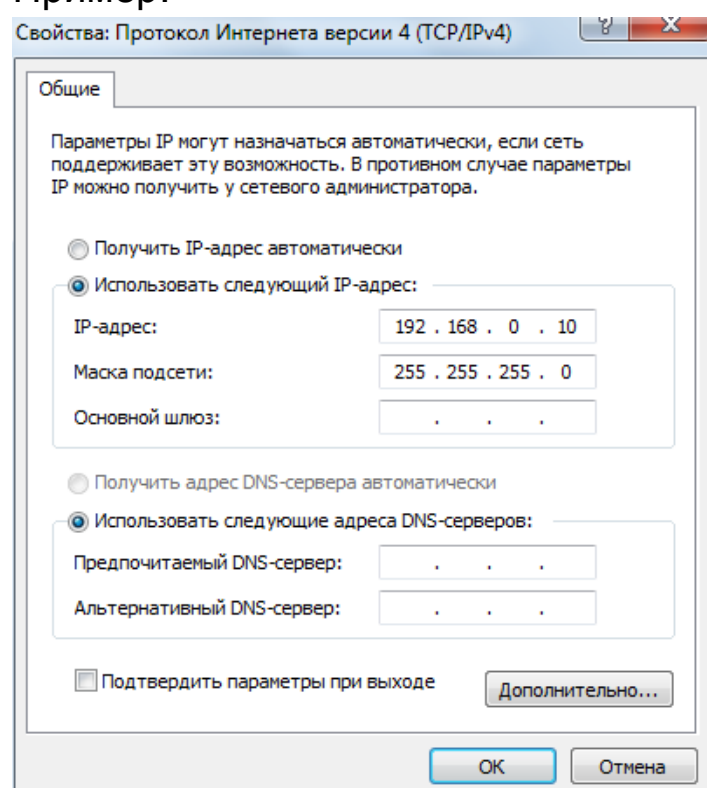 Пример:
Свойства: Протокол Интернета версии 4 (TCP/IPv4)
?
X
Общие
Параметры IP могут назначаться автоматически, если сеть
поддерживает эту возможность. В противном случае параметры
IP можно получить у сетевого администратора.
Получить IP-адрес автоматически
Использовать следующий IP-адрес:
IP-адрес: 192 . 168 . 0 . 10
Маска подсети: 255 . 255 . 255 . 0
Основной шлюз: . . .
Получить адрес DNS-сервера автоматически
Использовать следующие адреса DNS-серверов:
Предпочитаемый DNS-сервер: . . .
Альтернативный DNS-сервер: . . .
Подтвердить параметры при выходе
Дополнительно...
ОК Отмена